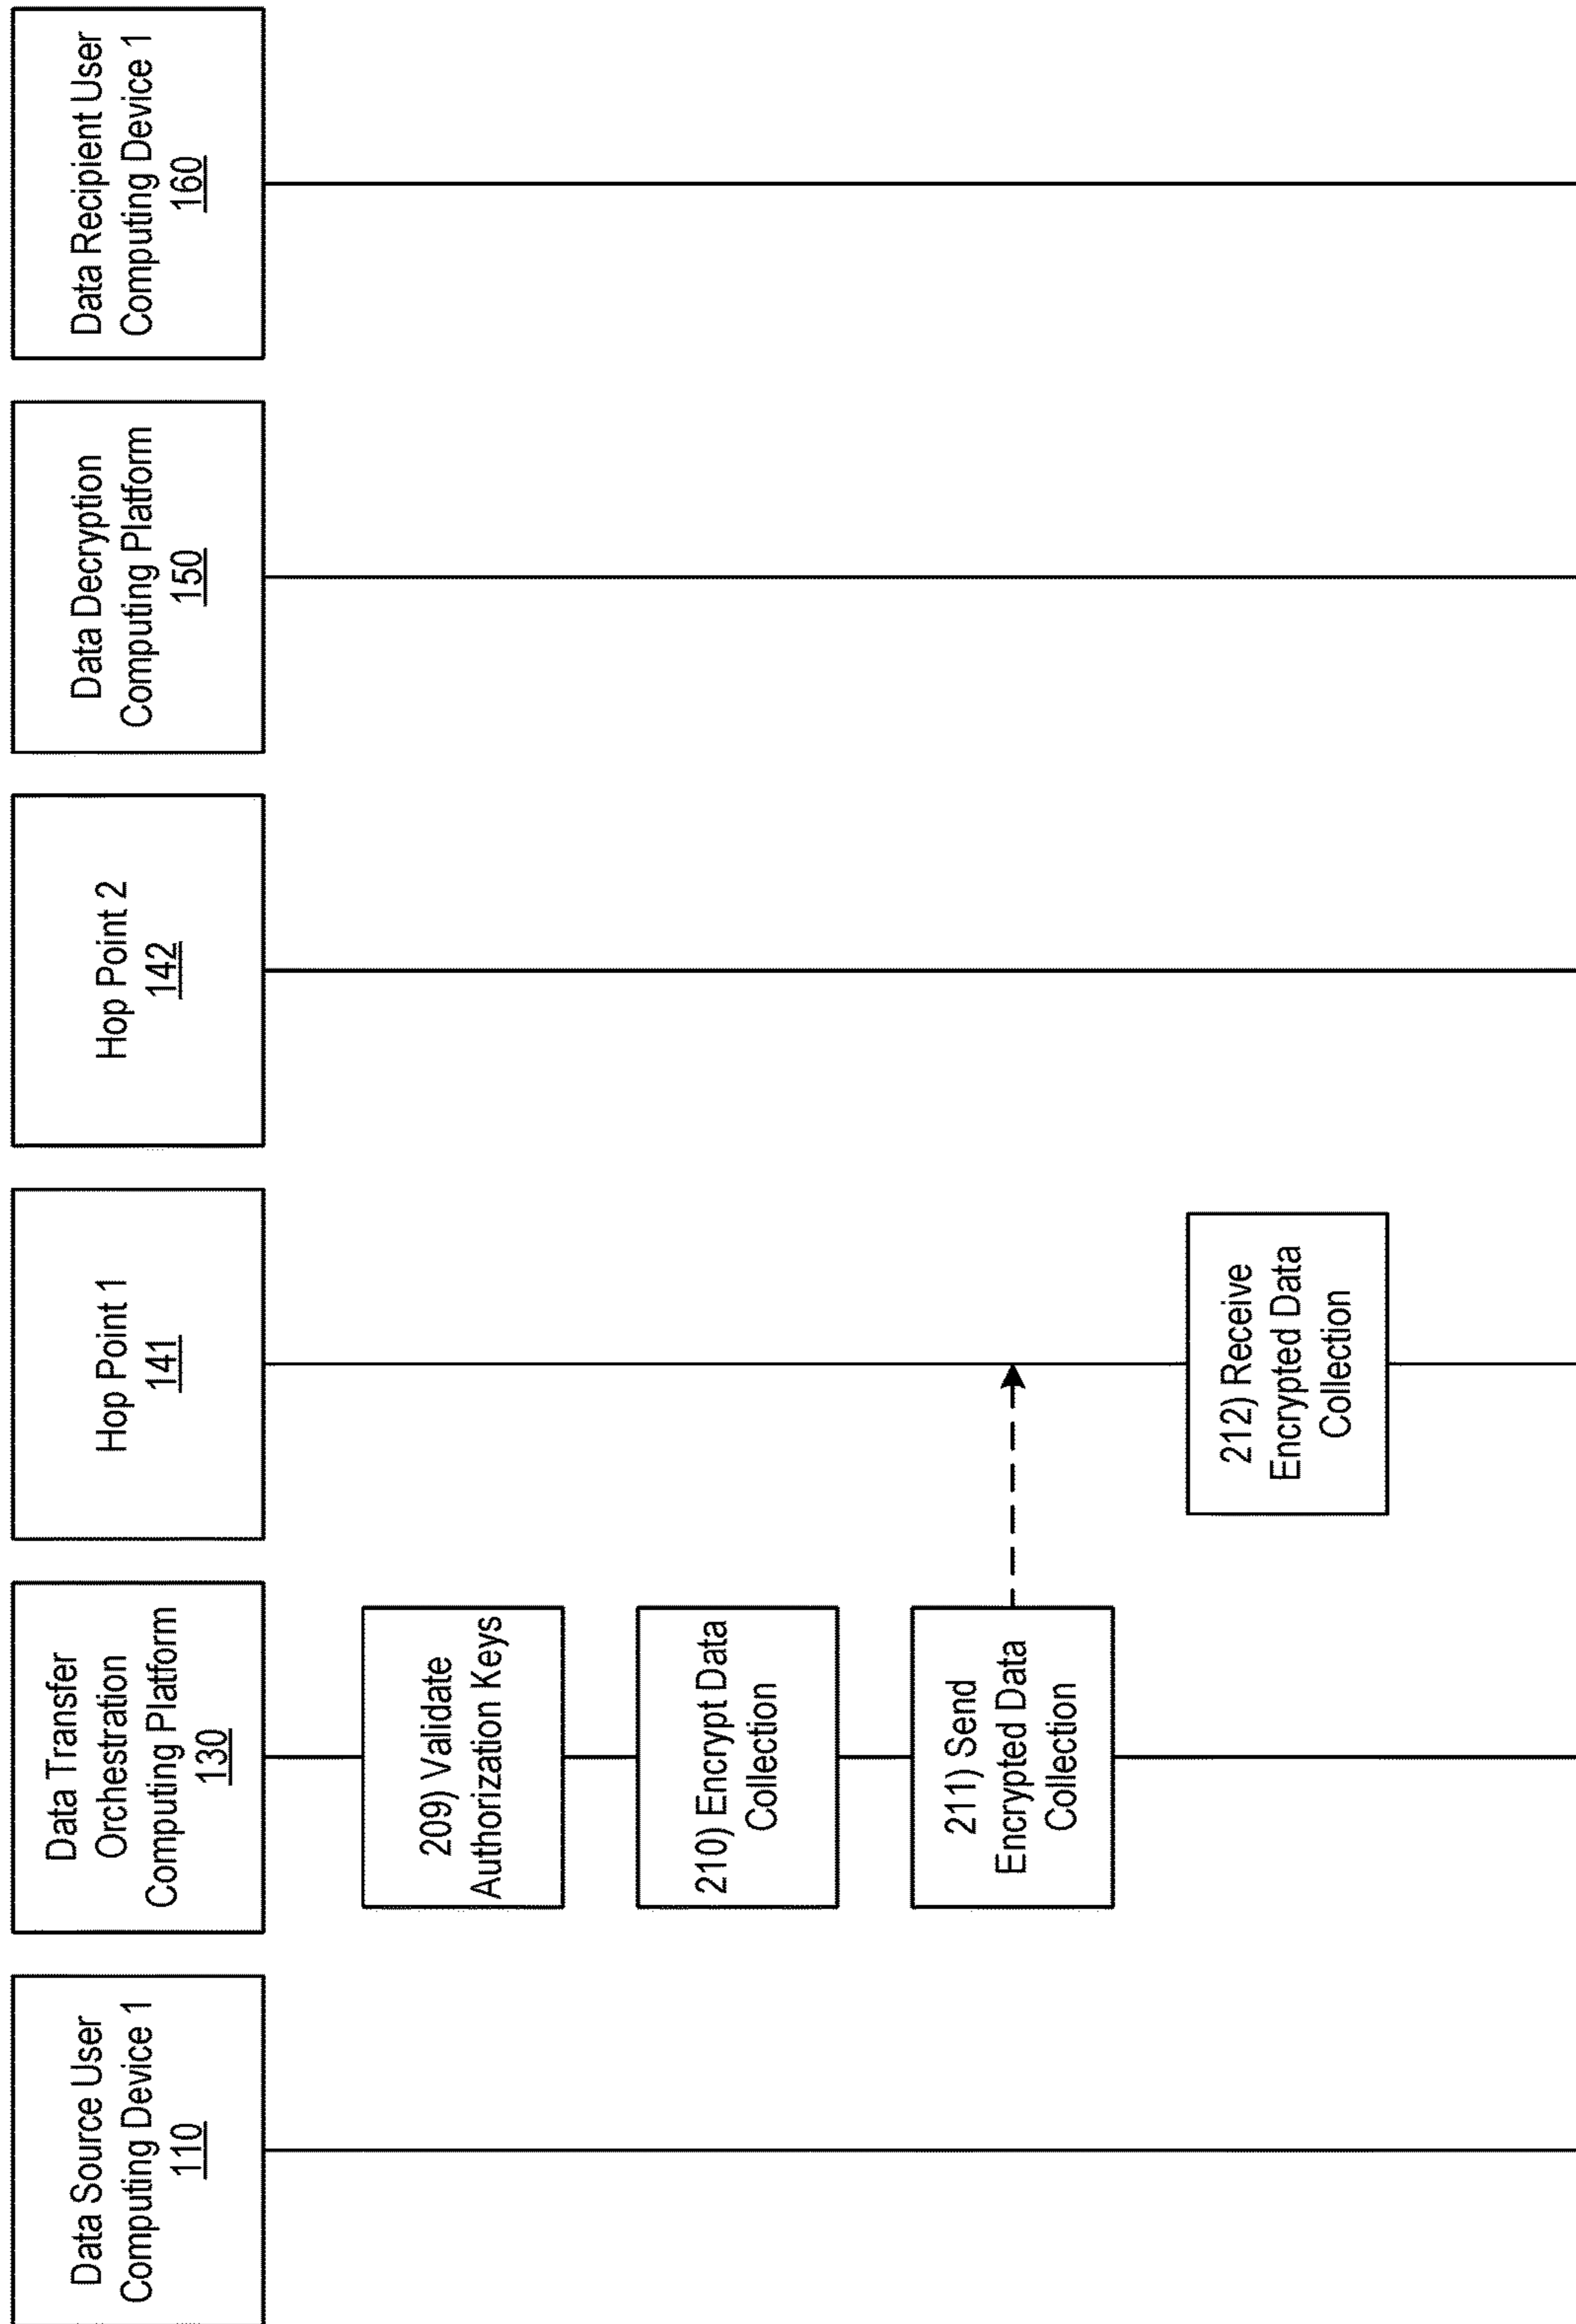 Data Source User
Computing Device 1
110
Data Transfer
Orchestration
Computing Platform
130
Hop Point 1
141
Hop Point 2
142
Data Decryption
Computing Platform
150
Data Recipient User
Computing Device 1
160
209) Validate
Authorization Keys
210) Encrypt Data
Collection
211) Send
Encrypted Data
Collection
212) Receive
Encrypted Data
Collection